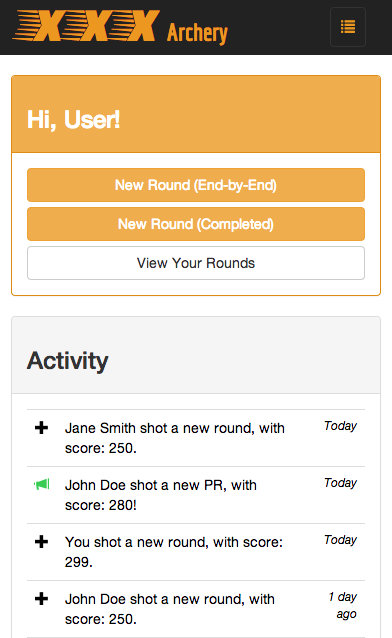 XXX Archery
Hi, User!
New Round (End-by-End)
New Round (Completed)
View Your Rounds
Activity
Jane Smith shot a new round, with
score: 250.
Today
John Doe shot a new PR, with
score: 280!
Today
You shot a new round, with score:
299.
Today
John Doe shot a new round, with
score: 250.
1 day
ago